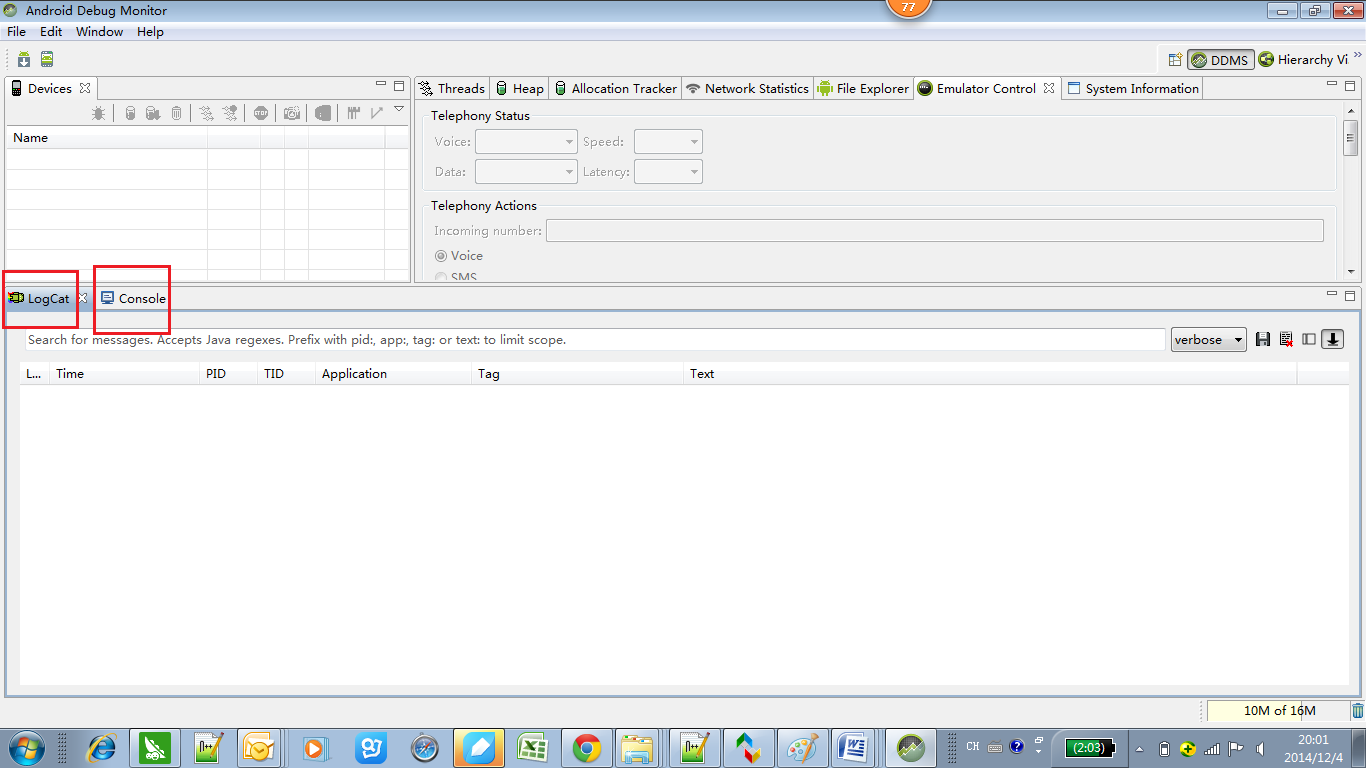 Android Debug Monitor
77
File Edit Window Help
DDMS Hierarchy Vi
Devices
Threads Heap Allocation Tracker Network Statistics File Explorer Emulator Control System Information
Name
Telephony Status
Voice: Speed:
Data: Latency:
Telephony Actions
Incoming number:
Voice
SMS
LogCat Console
Search for messages. Accepts Java regexes. Prefix with pid:, app:, tag: or text: to limit scope.
verbose
L... Time PID TID Application Tag Text
10M of 16M
CH
(2:03)
20:01
2014/12/4